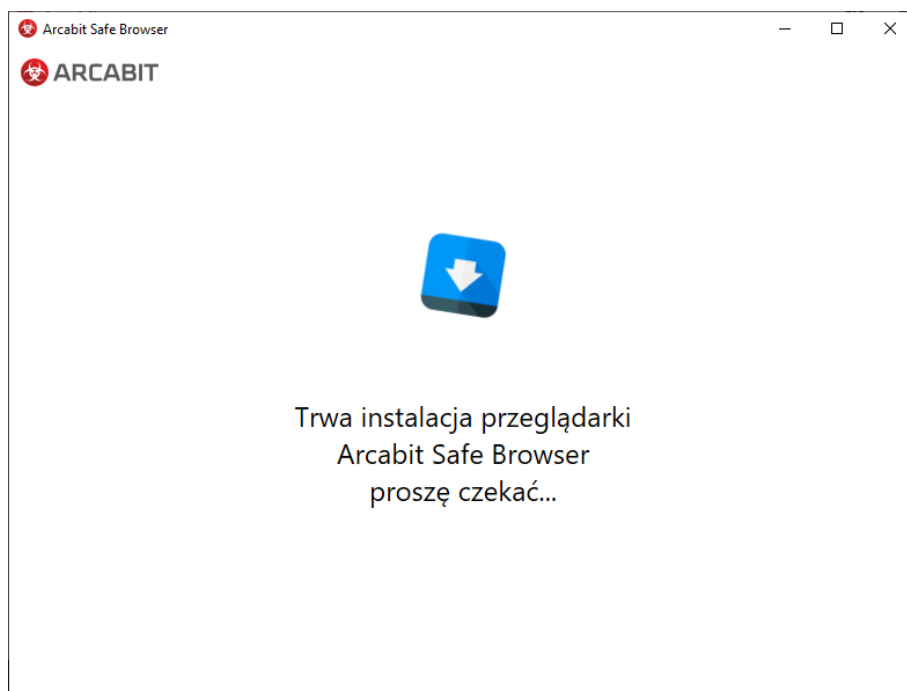 Arcabit Safe Browser
ARCABIT
Trwa instalacja przeglądarki
Arcabit Safe Browser
proszę czekać...